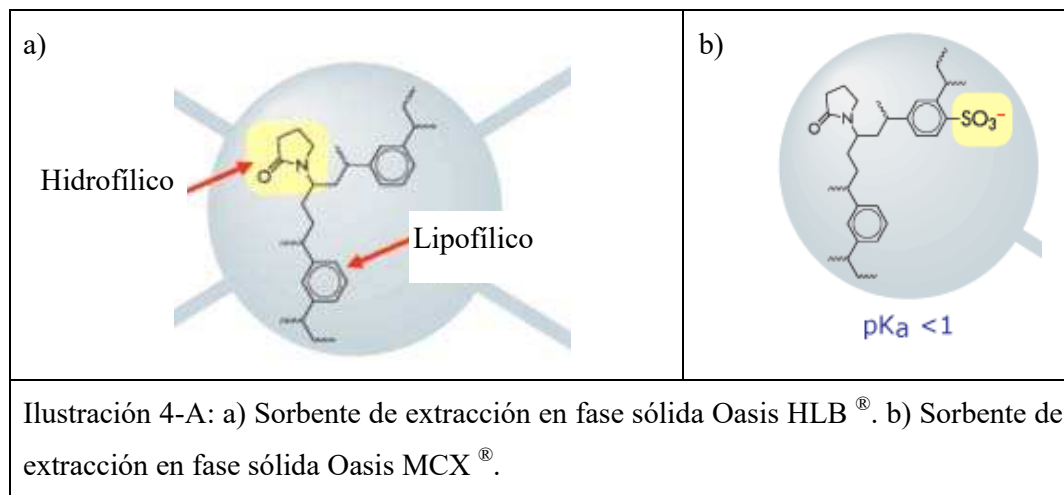 a)
Hidrofílico
N
O
Lipofílico
b)
N
O
SO3-
pKa <1
Ilustración 4-A: a) Sorbente de extracción en fase sólida Oasis HLB ®. b) Sorbente de
extracción en fase sólida Oasis MCX ®.